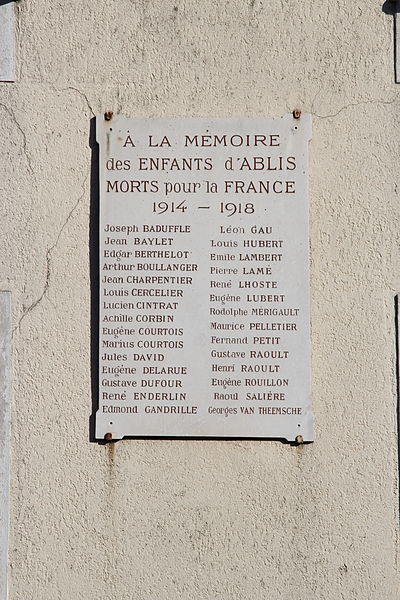 À LA MÉMOIRE
des ENFANTS d'ABLIS
MORTS pour la FRANCE
1914 - 1918
Joseph BADUFFLE
Jean BAYLET
Edgar BERTHELOT
Arthur BOULLANGER
Jean CHARPENTIER
Louis CERCELIER
Lucien CINTRAT
Achille CORBIN
Eugène COURTOIS
Marius COURTOIS
Jules DAVID
Eugène DELARUE
Gustave DUFOUR
René ENDERLIN
Edmond GANDRILLE
Léon GAU
Louis HUBERT
Emile LAMBERT
Pierre LAMÉ
René LHOSTE
Eugène LUBERT
Rodolphe MÉRIGAULT
Maurice PELLETIER
Fernand PETIT
Gustave RAOULT
Henri RAOULT
Eugène ROUILLON
Raoul SALIÈRE
Georges VAN THEEMSCHE